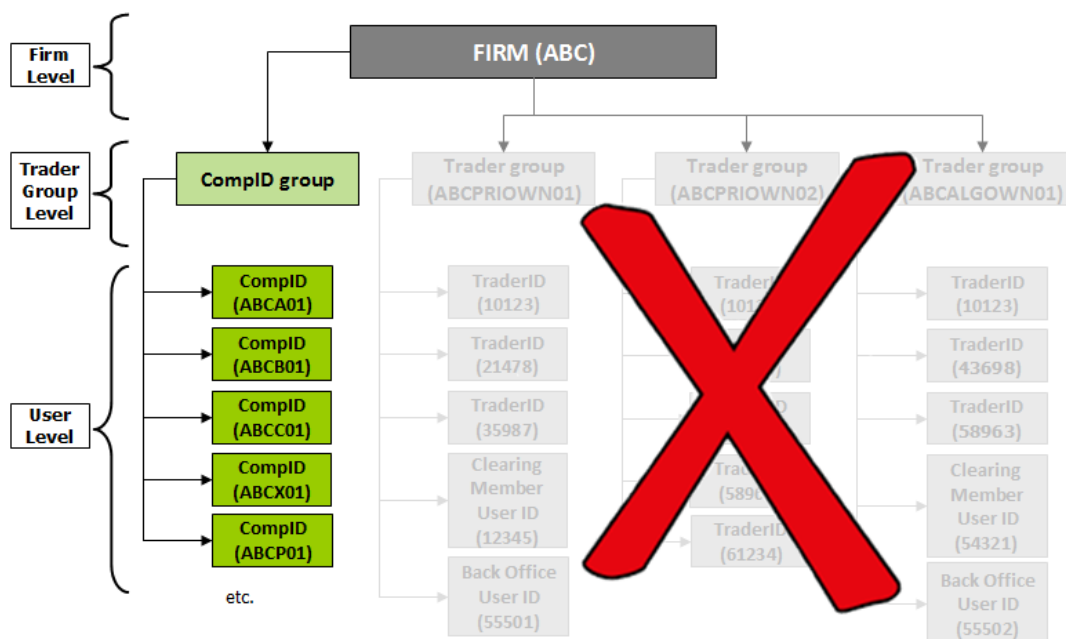 Firm
Level
FIRM (ABC)
Trader
Group
Level
CompID group
Trader group
(ABCPRIOWN01)
Trader group
(ABCPRIOWN02)
Trader group
(ABCALGOWN01)
User
Level
CompID
(ABCA01)
CompID
(ABCB01)
CompID
(ABCC01)
CompID
(ABCX01)
CompID
(ABCP01)
etc.
TraderID
(10123)
TraderID
(21478)
TraderID
(35987)
Clearing
Member
User ID
(12345)
Back Office
User ID
(55501)
TraderID
(61234)
TraderID
(10123)
TraderID
(43698)
TraderID
(58963)
Clearing
Member
User ID
(54321)
Back Office
User ID
(55502)